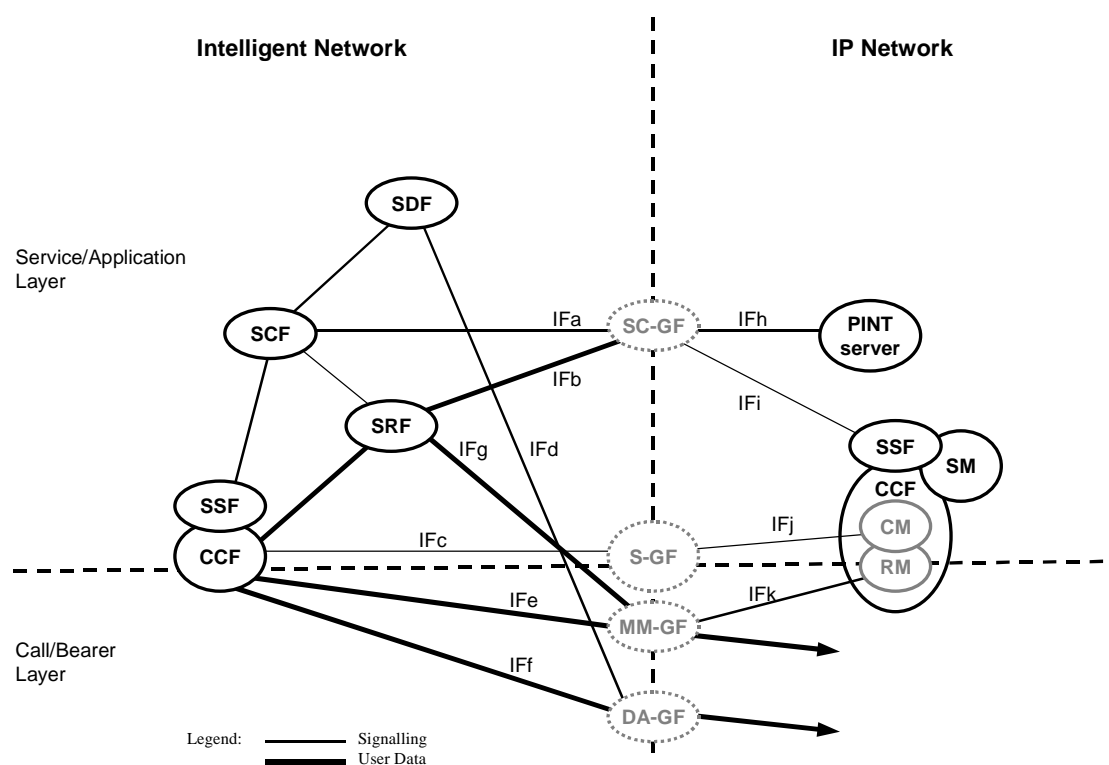 Intelligent Network
IP Network
SDF
Service/Application
Layer
SCF
IFa
SC-GF
IFh
PINT
server
IFb
IFi
SRF
IFg
IFd
SSF
SM
SSF
CCF
IFj
CM
CCF
IFc
S-GF
RM
IFe
IFk
MM-GF
Call/Bearer
Layer
IFf
DA-GF
Legend:
Signalling
User Data